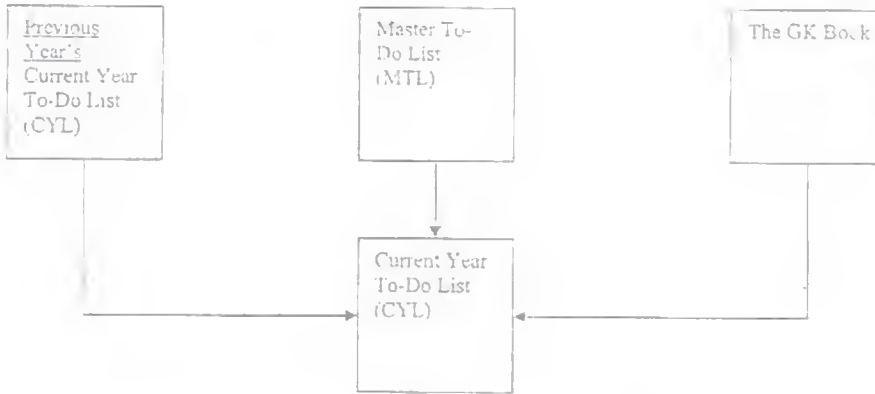 Previous
Year's
Current Year
To-Do List
(CYL)
Master To-
Do List
(MTL)
The GK Book
Current Year
To-Do List
(CYL)